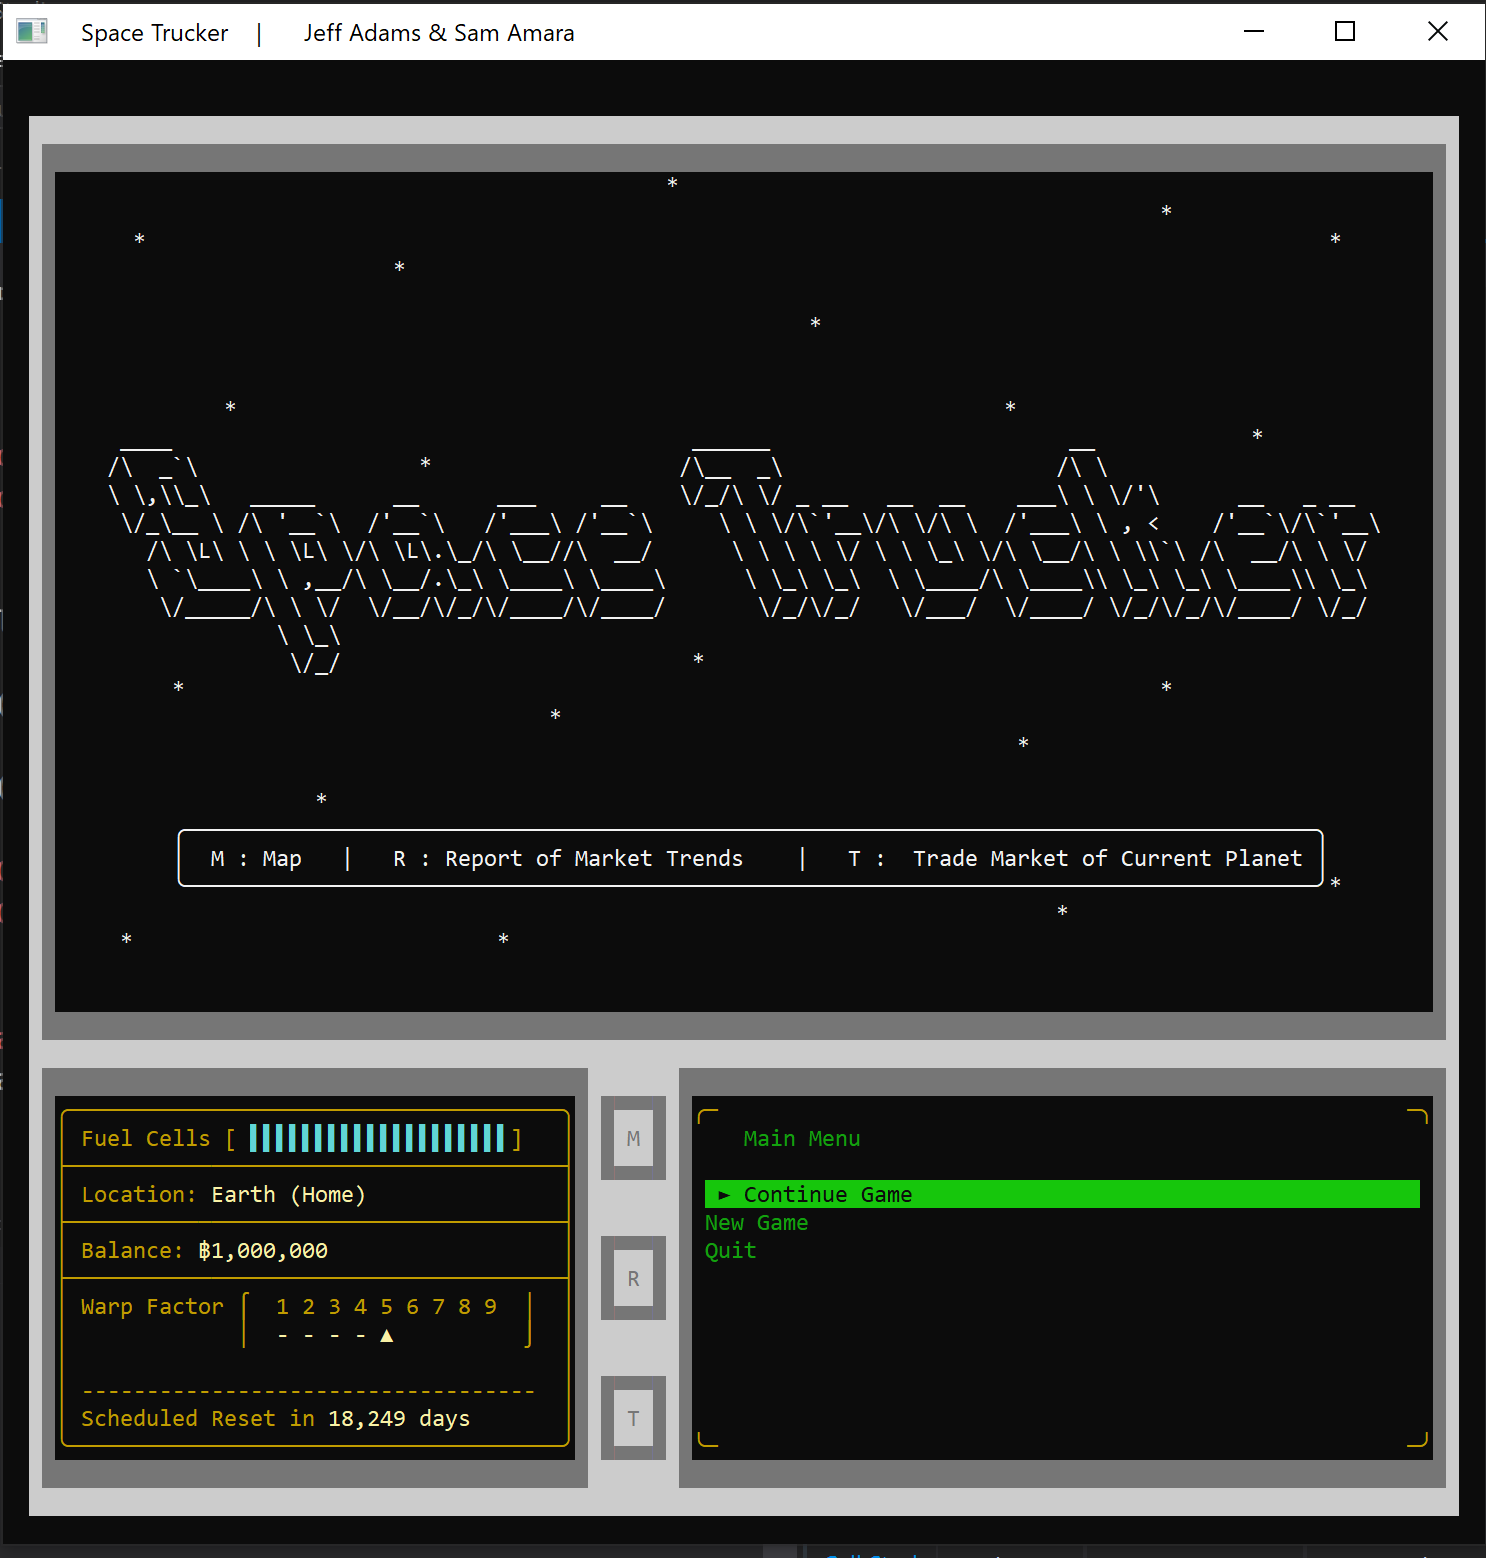 Space Trucker | Jeff Adams & Sam Amara
Space Trucker
M : Map | R : Report of Market Trends | T : Trade Market of Current Planet
Fuel Cells [ ]
Location: Earth (Home)
Balance: ฿1,000,000
Warp Factor 1 2 3 4 5 6 7 8 9
- - - - ▲
-----------------------------------
Scheduled Reset in 18,249 days
M
R
T
Main Menu
► Continue Game
New Game
Quit